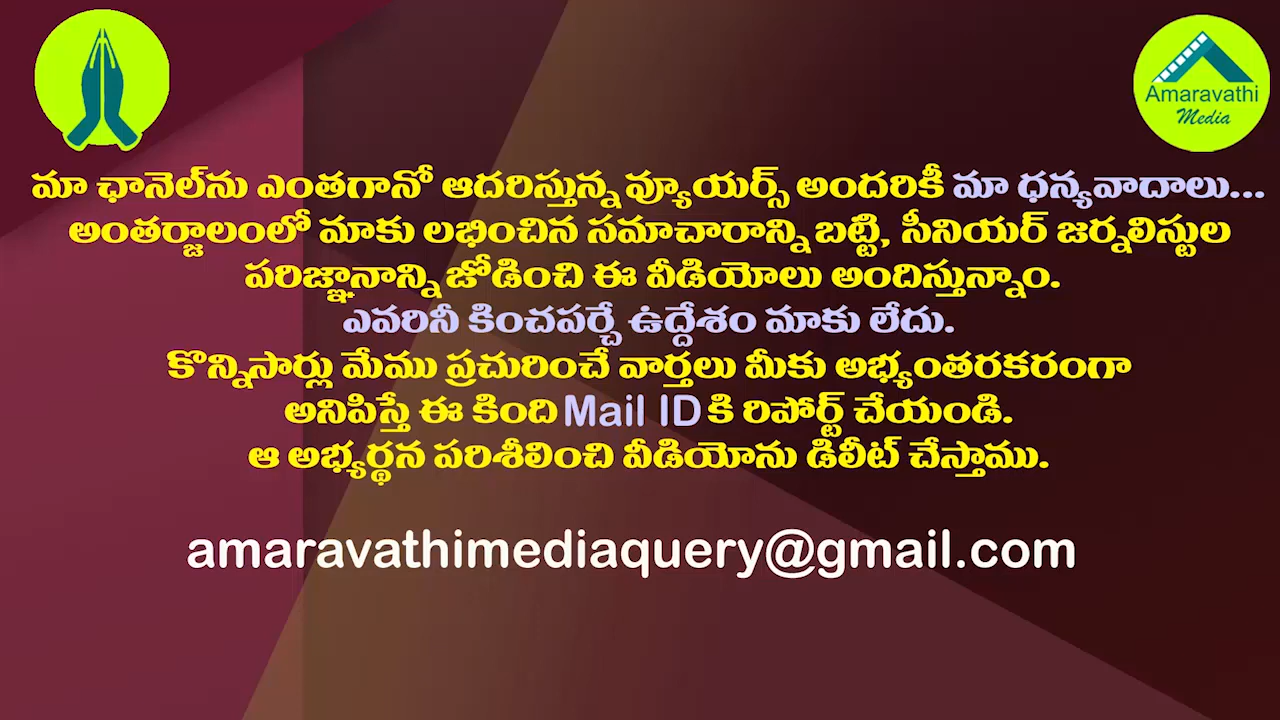 Amaravathi
Media
మా ఛానెల్‌ను ఎంతగానో ఆదరిస్తున్న వ్యూయర్స్ అందరికీ మా ధన్యవాదాలు...
అంతర్జాలంలో మాకు లభించిన సమాచారాన్ని బట్టి, సీనియర్ జర్నలిస్టుల
పరిజ్ఞానాన్ని జోడించి ఈ వీడియోలు అందిస్తున్నాం.
ఎవరినీ కించపర్చే ఉద్దేశం మాకు లేదు.
కొన్నిసార్లు మేము ప్రచురించే వార్తలు మీకు అభ్యంతరకరంగా
అనిపిస్తే ఈ కింది Mail ID కి రిపోర్ట్ చేయండి.
ఆ అభ్యర్థన పరిశీలించి వీడియోను డిలీట్ చేస్తాము.
amaravathimediaquery@gmail.com